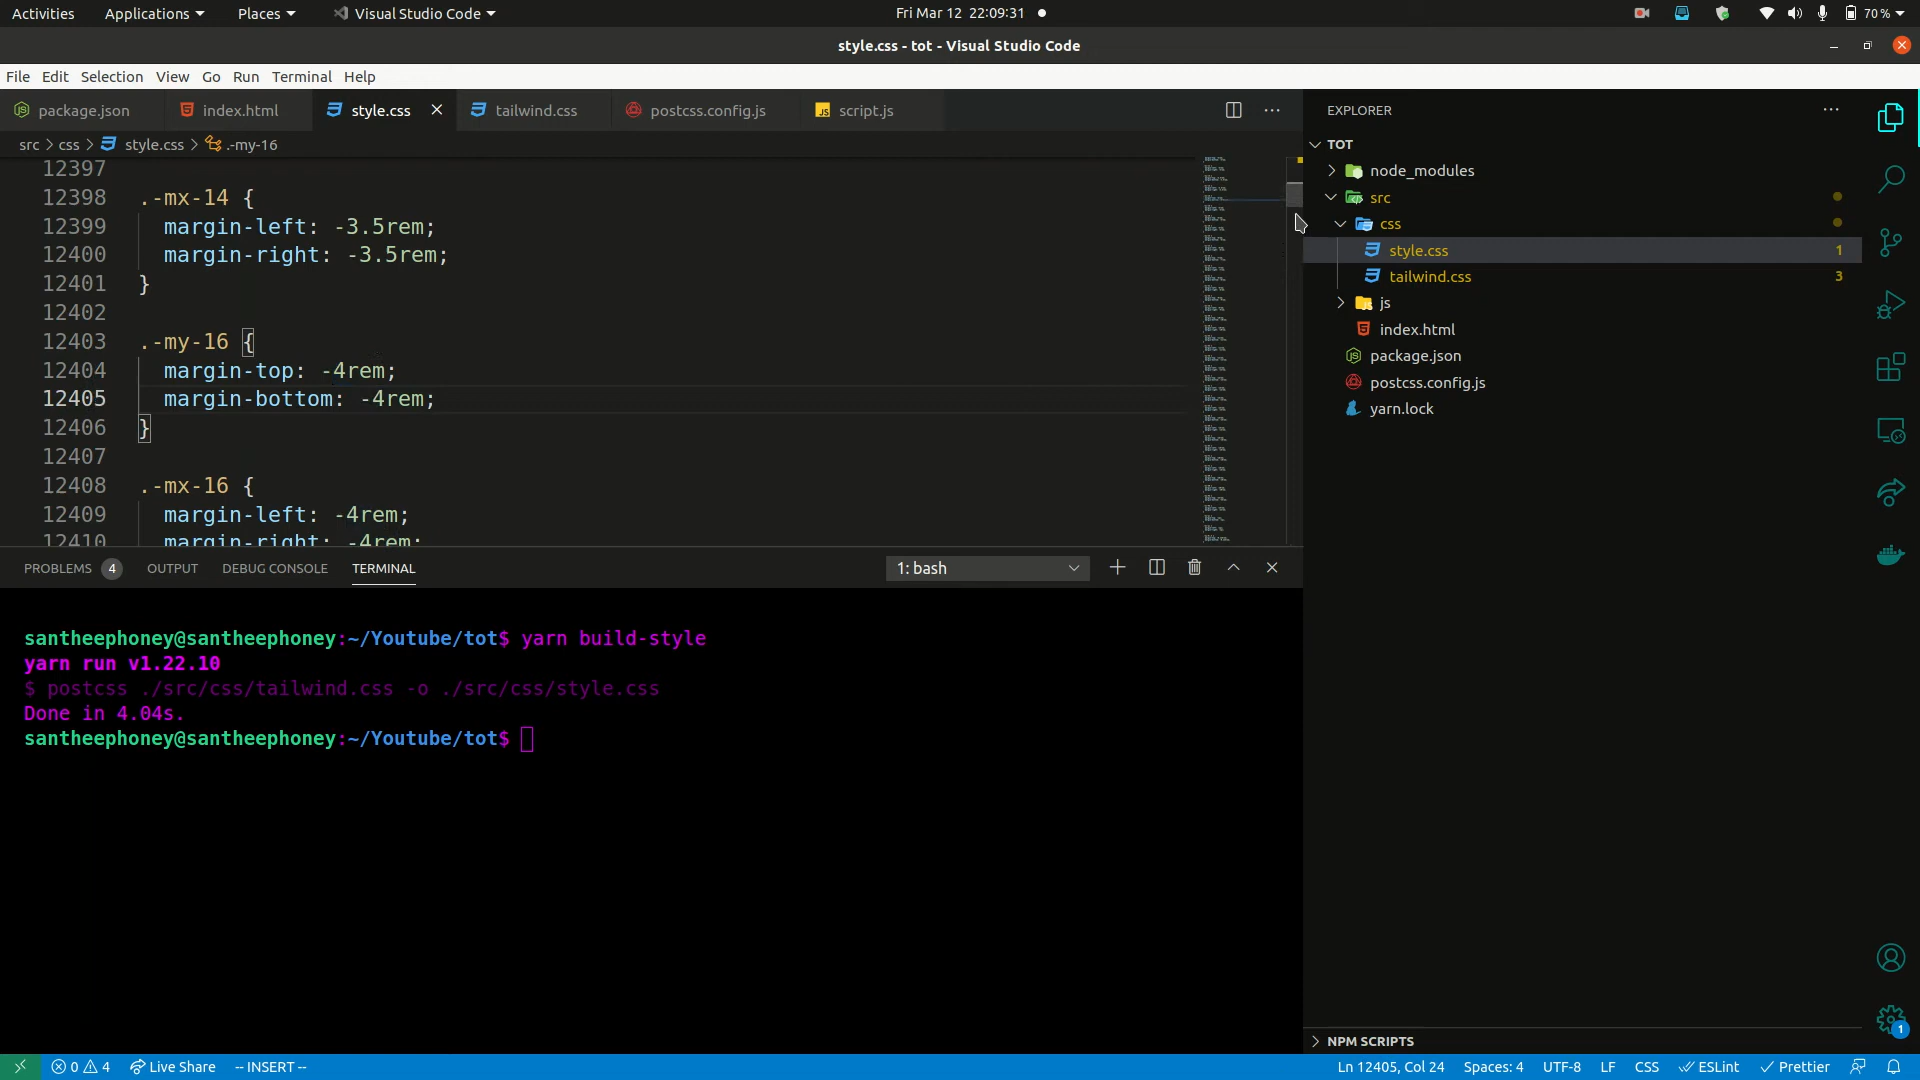 Activities Applications Places Visual Studio Code Fri Mar 12 22:09:31 70 %
style.css - tot - Visual Studio Code
File Edit Selection View Go Run Terminal Help
package.json index.html style.css tailwind.css postcss.config.js script.js
src > css > style.css > .-my-16
12397
12398 .-mx-14 {
12399 margin-left: -3.5rem;
12400 margin-right: -3.5rem;
12401 }
12402
12403 .-my-16 {
12404 margin-top: -4rem;
12405 margin-bottom: -4rem;
12406 }
12407
12408 .-mx-16 {
12409 margin-left: -4rem;
12410 margin-right: -4rem;
PROBLEMS 4 OUTPUT DEBUG CONSOLE TERMINAL 1: bash
santheephoney@santheephoney:~/Youtube/tot$ yarn build-style
yarn run v1.22.10
$ postcss ./src/css/tailwind.css -o ./src/css/style.css
Done in 4.04s.
santheephoney@santheephoney:~/Youtube/tot$
EXPLORER
TOT
node_modules
src
css
style.css 1
tailwind.css 3
js
index.html
package.json
postcss.config.js
yarn.lock
NPM SCRIPTS
1
0 4 Live Share -- INSERT -- Ln 12405, Col 24 Spaces: 4 UTF-8 LF CSS ESLint Prettier